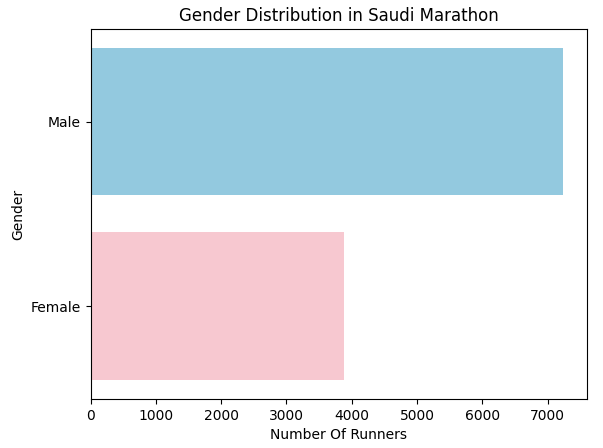 Gender Distribution in Saudi Marathon
Male
Gender
Female
0 1000 2000 3000 4000 5000 6000 7000
Number Of Runners